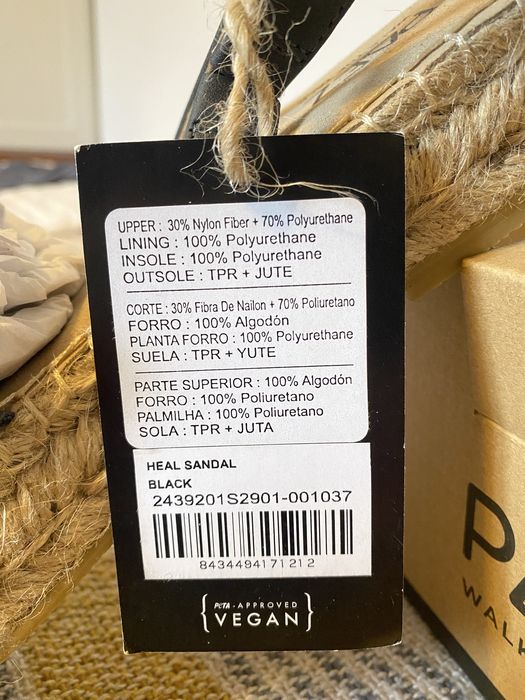 UPPER : 30% Nylon Fiber + 70% Polyurethane
LINING : 100% Polyurethane
INSOLE : 100% Polyurethane
OUTSOLE : TPR + JUTE
CORTE : 30% Fibra De Nailon + 70% Poliuretano
FORRO : 100% Algodón
PLANTA FORRO : 100% Polyurethane
SUELA : TPR + YUTE
PARTE SUPERIOR : 100% Algodón
FORRO : 100% Poliuretano
PALMILHA : 100% Poliuretano
SOLA : TPR + JUTA
HEAL SANDAL
BLACK
2439201S2901-001037
8434494171212
PeTA - APPROVED
VEGAN